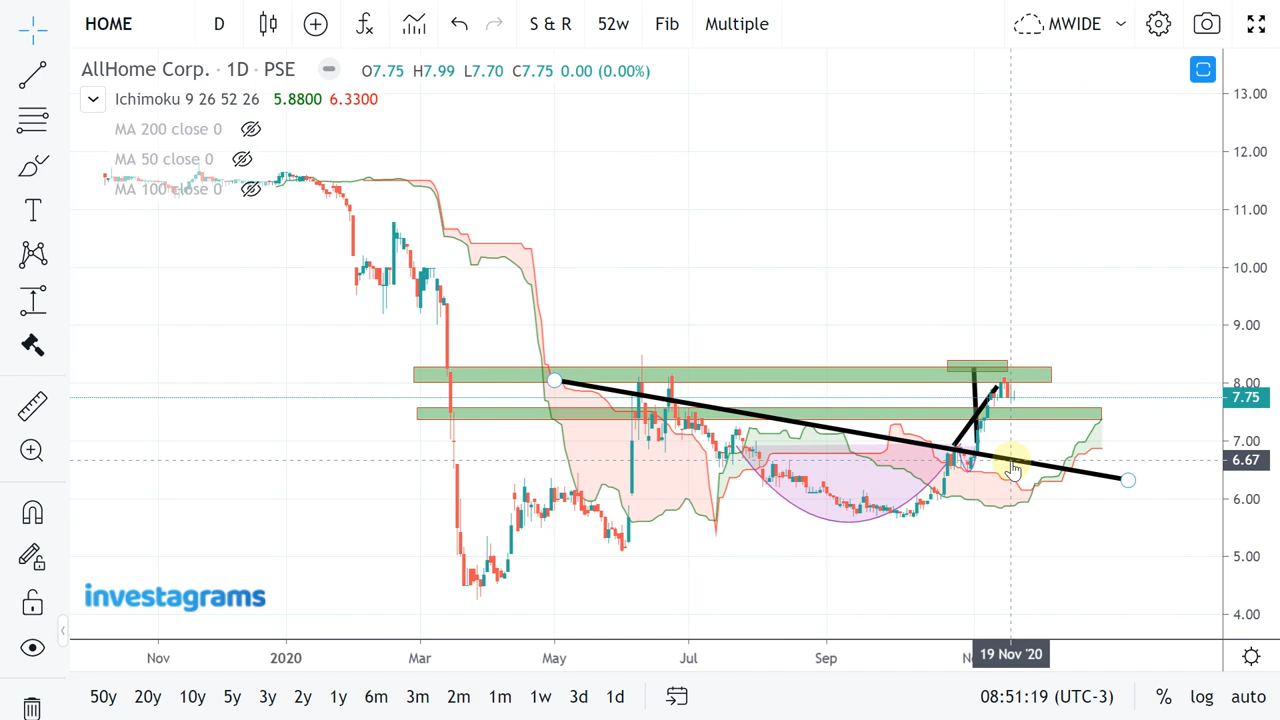 HOME D S & R 52w Fib Multiple MWIDE
AllHome Corp. · 1D · PSE O7.75 H7.99 L7.70 C7.75 0.00 (0.00%)
Ichimoku 9 26 52 26 5.8800 6.3300
MA 200 close 0
MA 50 close 0
MA 100 close 0
13.00
12.00
11.00
10.00
9.00
8.00
7.75
7.00
6.67
6.00
5.00
4.00
investagrams
Nov 2020 Mar May Jul Sep 19 Nov '20
50y 20y 10y 5y 3y 2y 1y 6m 3m 2m 1m 1w 3d 1d 08:51:19 (UTC-3) % log auto